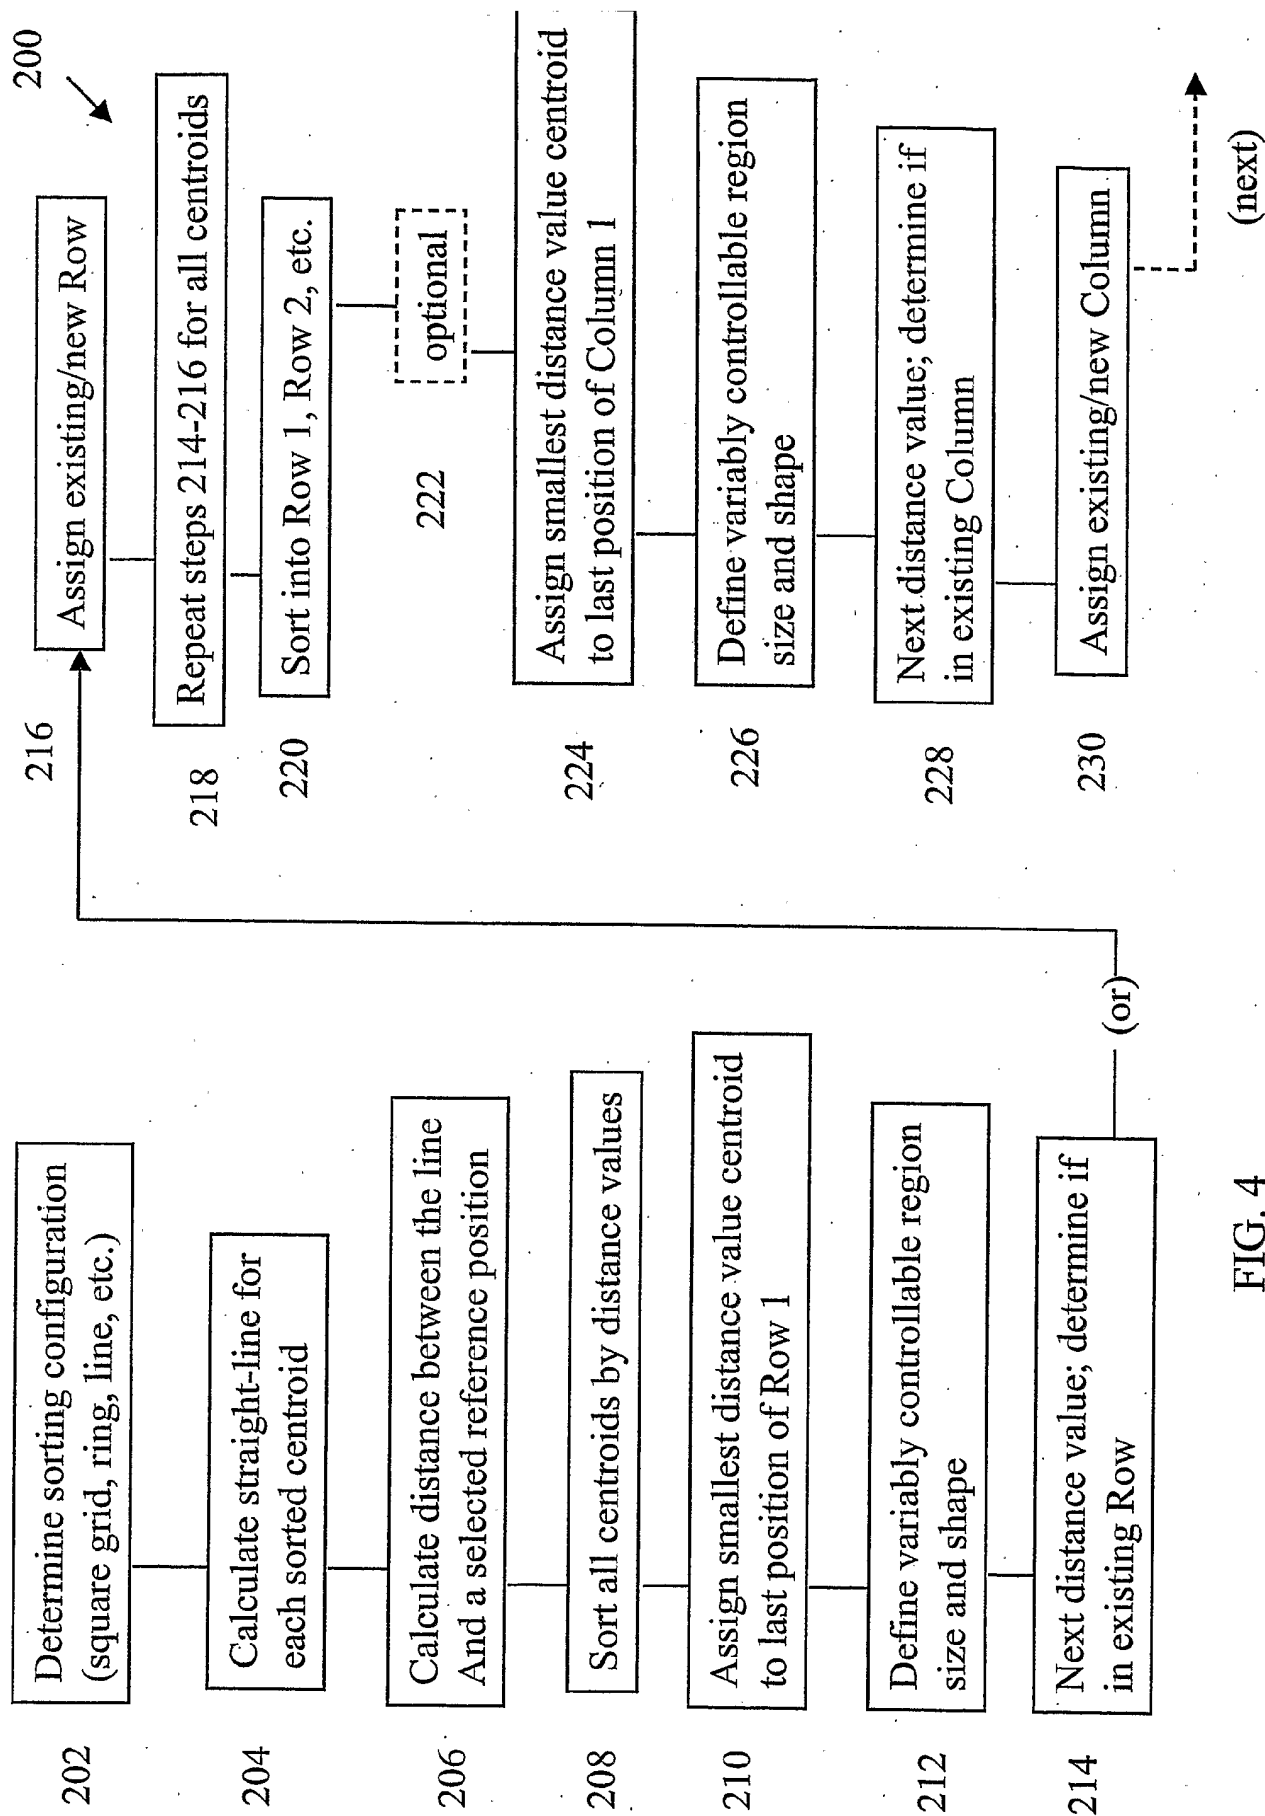 200
202
Determine sorting configuration
(square grid, ring, line, etc.)
204
Calculate straight-line for
each sorted centroid
206
Calculate distance between the line
And a selected reference position
208
Sort all centroids by distance values
210
Assign smallest distance value centroid
to last position of Row 1
212
Define variably controllable region
size and shape
214
Next distance value; determine if
in existing Row
(or)
216
Assign existing/new Row
218
Repeat steps 214-216 for all centroids
220
Sort into Row 1, Row 2, etc.
222
optional
224
Assign smallest distance value centroid
to last position of Column 1
226
Define variably controllable region
size and shape
228
Next distance value; determine if
in existing Column
230
Assign existing/new Column
(next)
FIG. 4